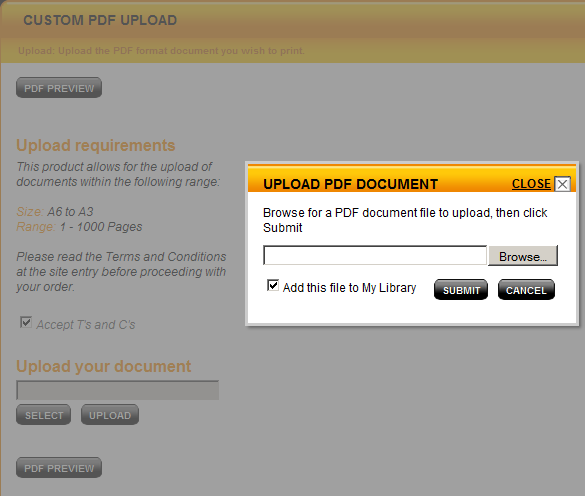 CUSTOM PDF UPLOAD
Upload: Upload the PDF format document you wish to print.
PDF PREVIEW
Upload requirements
This product allows for the upload of
documents within the following range:
Size: A6 to A3
Range: 1 - 1000 Pages
Please read the Terms and Conditions
at the site entry before proceeding with
your order.
Accept T's and C's
Upload your document
SELECT UPLOAD
PDF PREVIEW
UPLOAD PDF DOCUMENT CLOSE
Browse for a PDF document file to upload, then click
Submit
Browse...
Add this file to My Library SUBMIT CANCEL